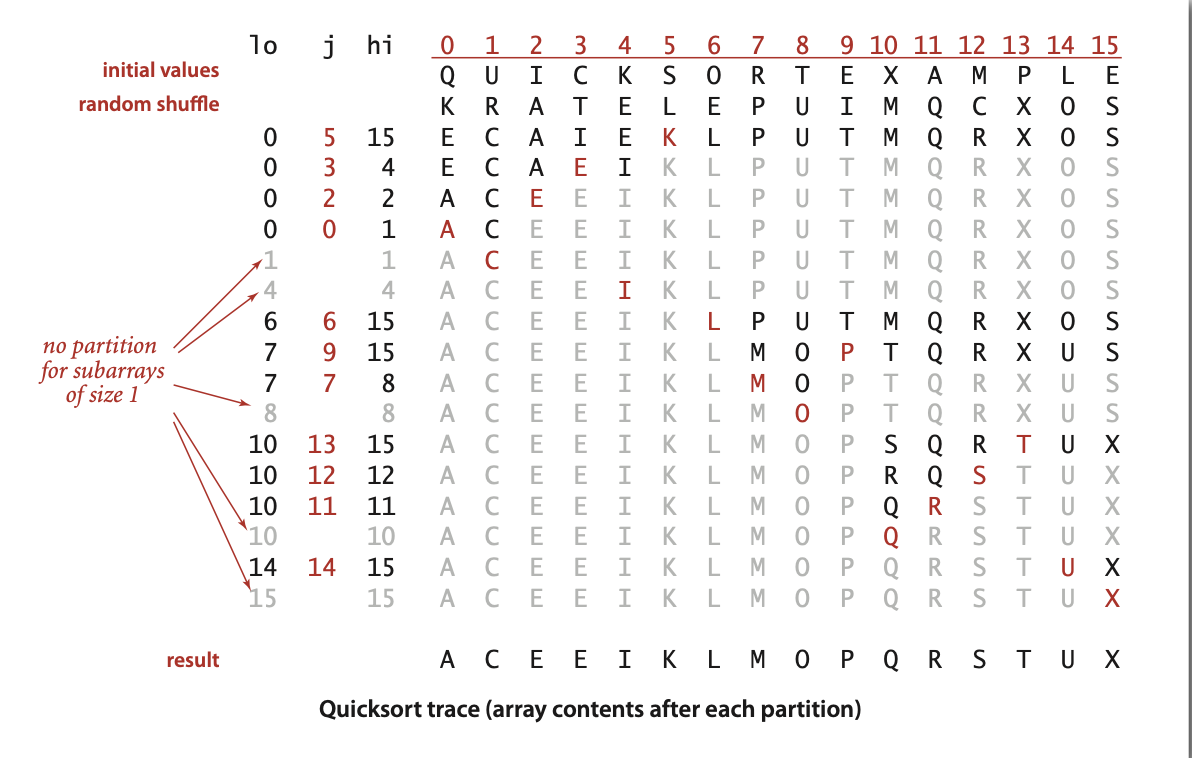 lo j hi 0 1 2 3 4 5 6 7 8 9 10 11 12 13 14 15
initial values Q U I C K S O R T E X A M P L E
random shuffle K R A T E L E P U I M Q C X O S
0 5 15 E C A I E K L P U T M Q R X O S
0 3 4 E C A E I K L P U T M Q R X O S
0 2 2 A C E E I K L P U T M Q R X O S
0 0 1 A C E E I K L P U T M Q R X O S
1 1 A C E E I K L P U T M Q R X O S
4 4 A C E E I K L P U T M Q R X O S
6 6 15 A C E E I K L P U T M Q R X O S
7 9 15 A C E E I K L M O P T Q R X U S
7 7 8 A C E E I K L M O P T Q R X U S
8 8 A C E E I K L M O P T Q R X U S
10 13 15 A C E E I K L M O P S Q R T U X
10 12 12 A C E E I K L M O P R Q S T U X
10 11 11 A C E E I K L M O P Q R S T U X
10 10 A C E E I K L M O P Q R S T U X
14 14 15 A C E E I K L M O P Q R S T U X
15 15 A C E E I K L M O P Q R S T U X
no partition
for subarrays
of size 1
result A C E E I K L M O P Q R S T U X
Quicksort trace (array contents after each partition)